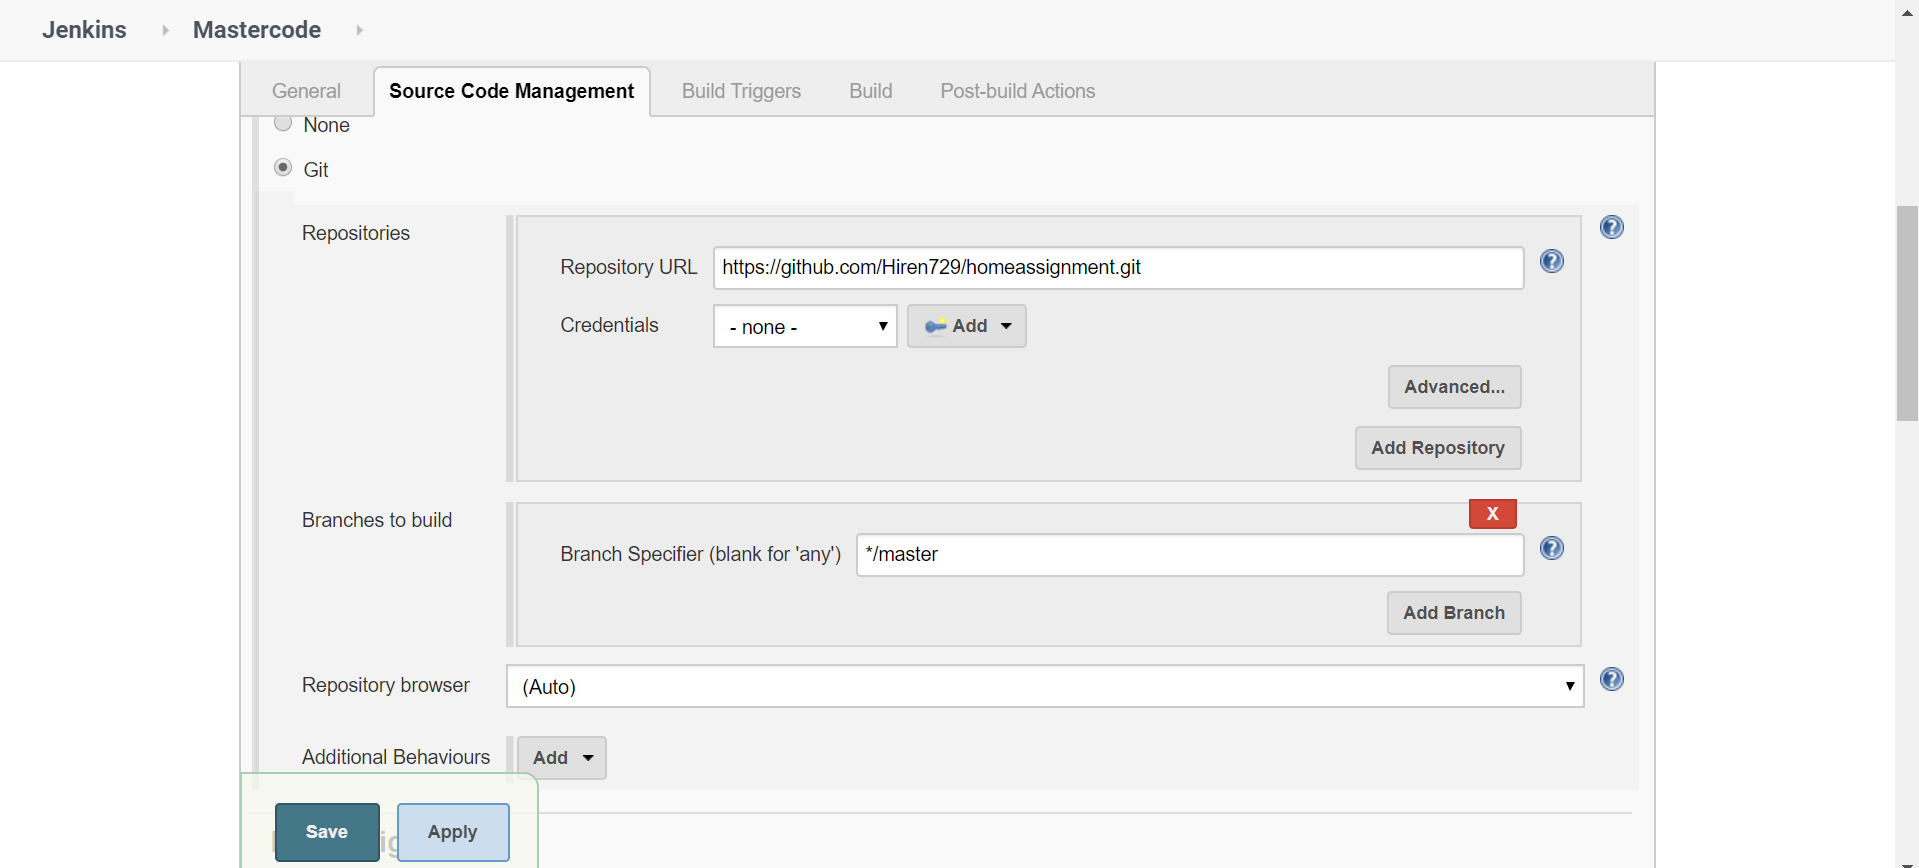 Jenkins Mastercode
General Source Code Management Build Triggers Build Post-build Actions
None
Git
Repositories
Repository URL https://github.com/Hiren729/homeassignment.git
Credentials - none - Add
Advanced...
Add Repository
Branches to build
X
Branch Specifier (blank for 'any') */master
Add Branch
Repository browser (Auto)
Additional Behaviours Add
Save Apply